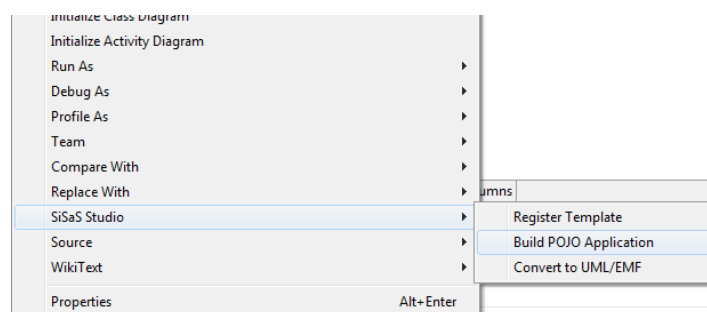 Initialize Class Diagram
Initialize Activity Diagram
Run As
Debug As
Profile As
Team
Compare With
Replace With
umns
SiSaS Studio
Register Template
Source
Build POJO Application
WikiText
Convert to UML/EMF
Properties Alt+Enter